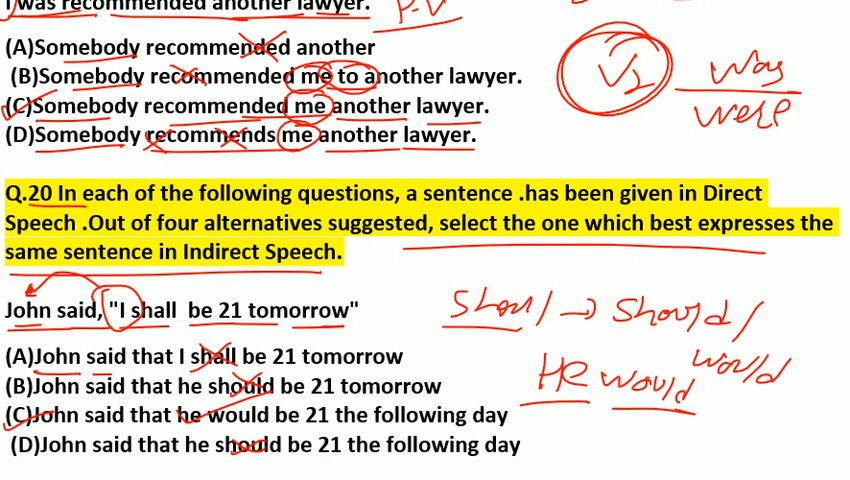 I was recommended another lawyer. P.V
(A)Somebody recommended another
(B)Somebody recommended me to another lawyer.
(C)Somebody recommended me another lawyer.
(D)Somebody recommends me another lawyer.
was
were
Q.20 In each of the following questions, a sentence .has been given in Direct
Speech .Out of four alternatives suggested, select the one which best expresses the
same sentence in Indirect Speech.
John said, "I shall be 21 tomorrow"
Shall → Should/
would
(A)John said that I shall be 21 tomorrow
He would
(B)John said that he should be 21 tomorrow
(C)John said that he would be 21 the following day
(D)John said that he should be 21 the following day